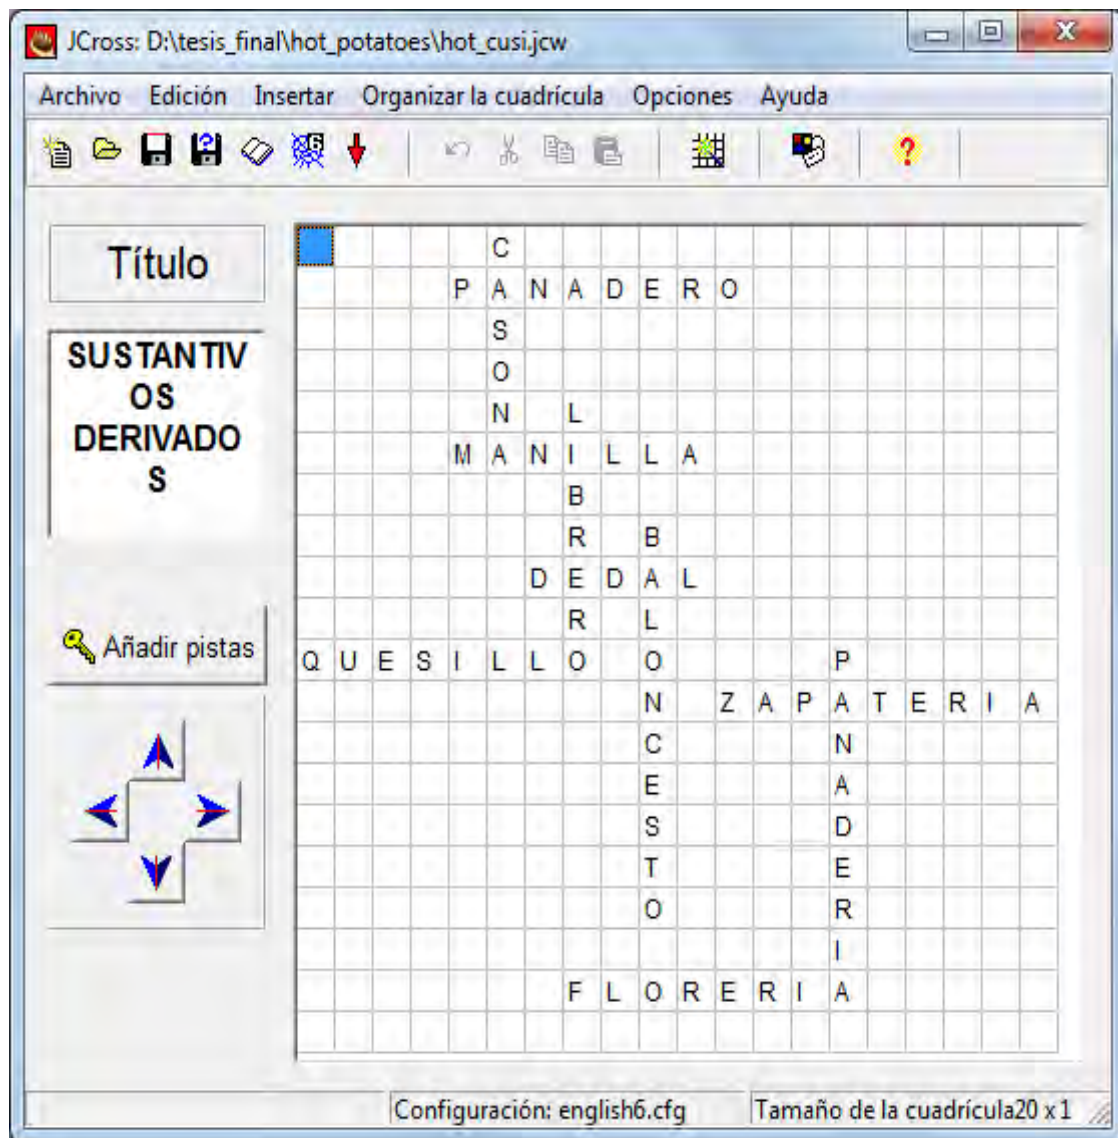 JCross: D:\tesis_final\hot_potatoes\hot_cusi.jcw
Archivo Edición Insertar Organizar la cuadrícula Opciones Ayuda
Título
SUSTANTIV
OS
DERIVADO
S
Añadir pistas
C
P A N A D E R O
S
O
N L
M A N I L L A
B
R B
D E D A L
R L
Q U E S I L L O O P
N Z A P A T E R I A
C N
E A
S D
T E
O R
I
F L O R E R I A
Configuración: english6.cfg
Tamaño de la cuadrícula20 x 1